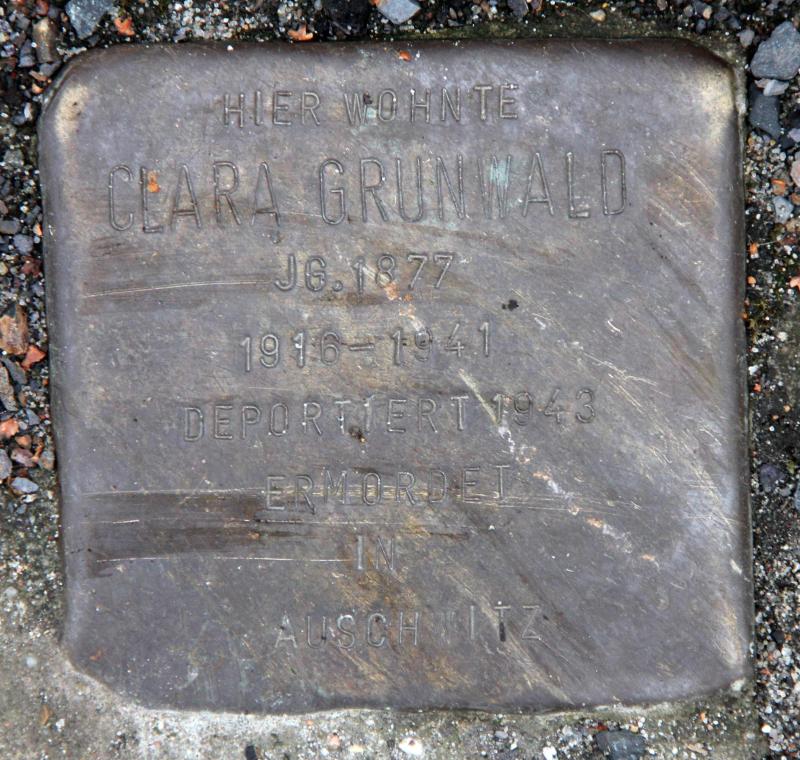 HIER WOHNTE
CLARA GRUNWALD
JG. 1877
1916–1941
DEPORTIERT 1943
ERMORDET
IN
AUSCHWITZ